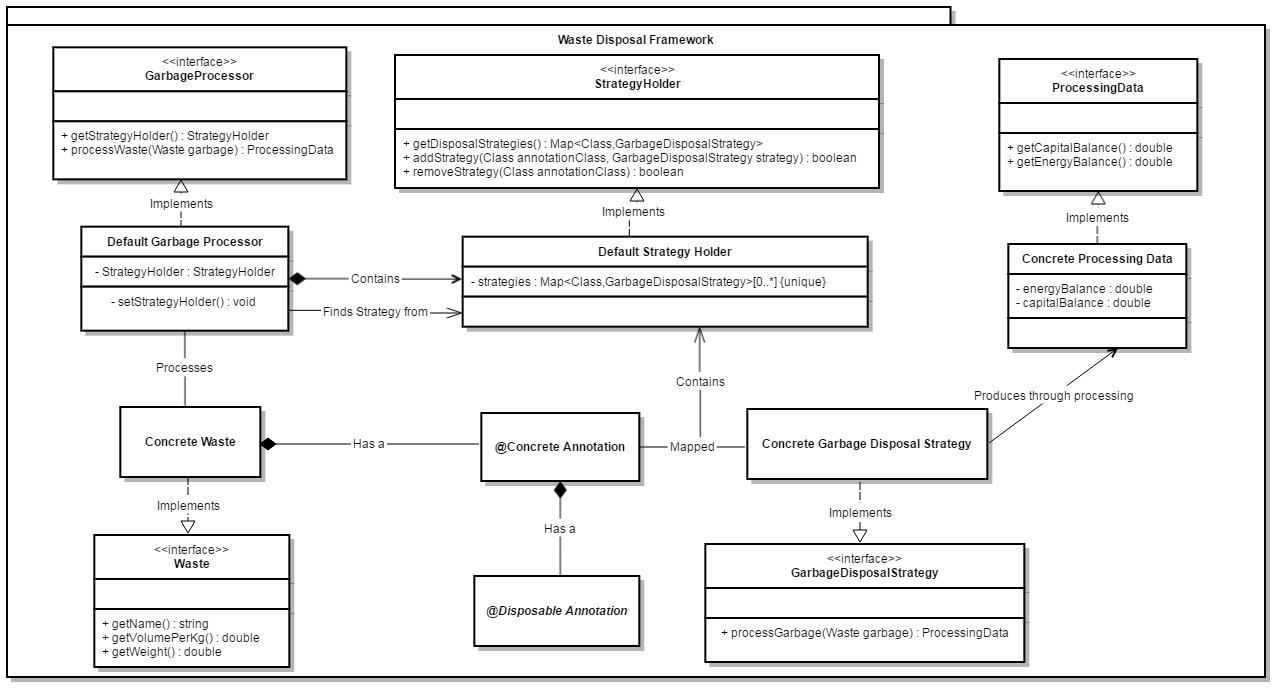 Waste Disposal Framework
<<interface>>
GarbageProcessor
+ getStrategyHolder() : StrategyHolder
+ processWaste(Waste garbage) : ProcessingData
<<interface>>
StrategyHolder
+ getDisposalStrategies() : Map<Class,GarbageDisposalStrategy>
+ addStrategy(Class annotationClass, GarbageDisposalStrategy strategy) : boolean
+ removeStrategy(Class annotationClass) : boolean
<<interface>>
ProcessingData
+ getCapitalBalance() : double
+ getEnergyBalance() : double
Implements
Implements
Implements
Default Garbage Processor
- StrategyHolder : StrategyHolder
- setStrategyHolder() : void
Contains
Finds Strategy from
Default Strategy Holder
- strategies : Map<Class,GarbageDisposalStrategy>[0..*] {unique}
Concrete Processing Data
- energyBalance : double
- capitalBalance : double
Processes
Contains
Produces through processing
Concrete Waste
Has a
@Concrete Annotation
Mapped
Concrete Garbage Disposal Strategy
Implements
Has a
Implements
<<interface>>
Waste
+ getName() : string
+ getVolumePerKg() : double
+ getWeight() : double
@Disposable Annotation
<<interface>>
GarbageDisposalStrategy
+ processGarbage(Waste garbage) : ProcessingData